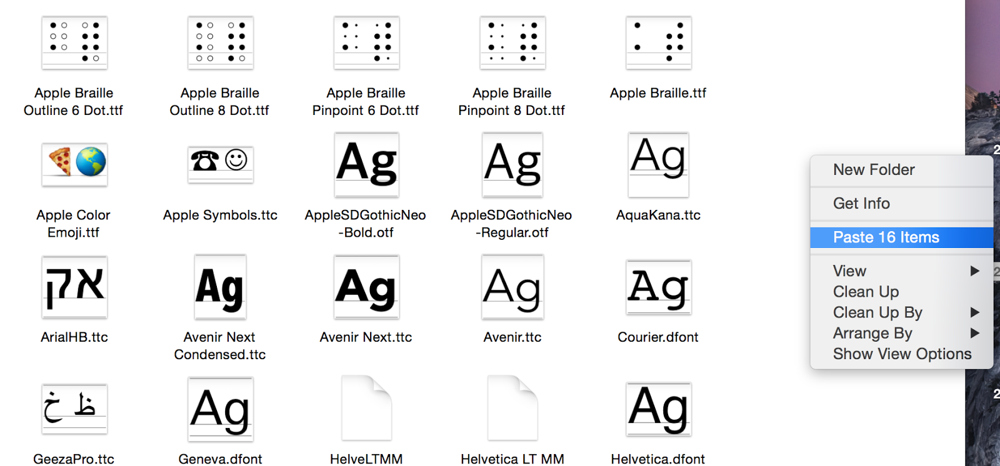 Apple Braille
Outline 6 Dot.ttf
Apple Braille
Outline 8 Dot.ttf
Apple Braille
Pinpoint 6 Dot.ttf
Apple Braille
Pinpoint 8 Dot.ttf
Apple Braille.ttf
Apple Color
Emoji.ttf
Apple Symbols.ttc
Ag
AppleSDGothicNeo
-Bold.otf
Ag
AppleSDGothicNeo
-Regular.otf
Ag
AquaKana.ttc
אק
ArialHB.ttc
Ag
Avenir Next
Condensed.ttc
Ag
Avenir Next.ttc
Ag
Avenir.ttc
Ag
Courier.dfont
ظ خ
GeezaPro.ttc
Ag
Geneva.dfont
HelveLTMM
Helvetica LT MM
Ag
Helvetica.dfont
New Folder
Get Info
Paste 16 Items
View
Clean Up
Clean Up By
Arrange By
Show View Options
2
2
2